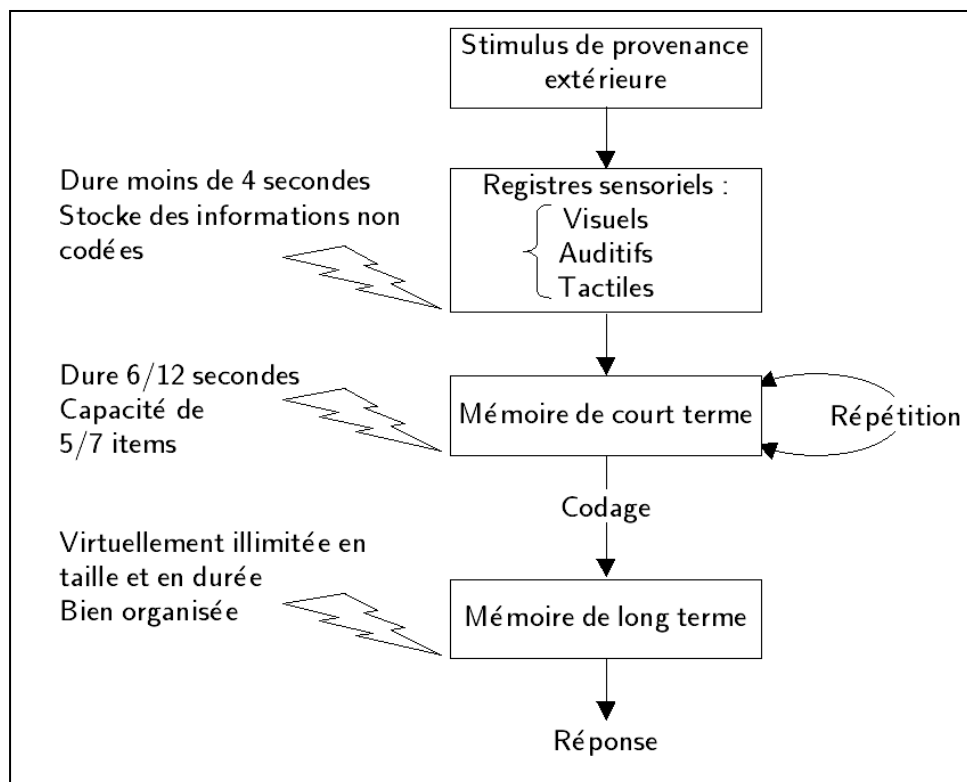 Stimulus de provenance
extérieure
Dure moins de 4 secondes
Stocke des informations non
codées
Registres sensoriels :
Visuels
Auditifs
Tactiles
Dure 6/12 secondes
Capacité de
5/7 items
Mémoire de court terme
Répétition
Codage
Virtuellement illimitée en
taille et en durée
Bien organisée
Mémoire de long terme
Réponse